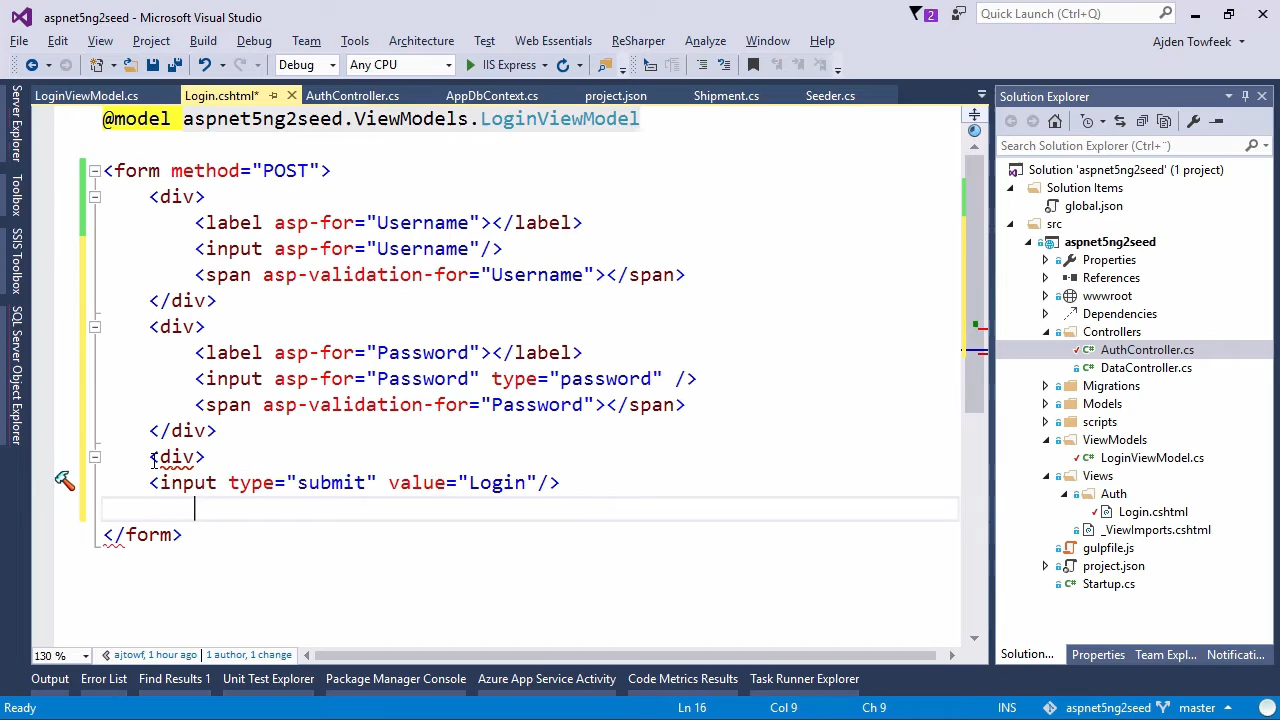 aspnet5ng2seed - Microsoft Visual Studio
2
Quick Launch (Ctrl+Q)
File Edit View Project Build Debug Team Tools Architecture Test Web Essentials ReSharper Analyze Window Help
Ajden Towfeek
Debug Any CPU IIS Express
LoginViewModel.cs Login.cshtml* AuthController.cs AppDbContext.cs project.json Shipment.cs Seeder.cs
Server Explorer
Toolbox
SSIS Toolbox
SQL Server Object Explorer
@model aspnet5ng2seed.ViewModels.LoginViewModel
<form method="POST">
<div>
<label asp-for="Username"></label>
<input asp-for="Username"/>
<span asp-validation-for="Username"></span>
</div>
<div>
<label asp-for="Password"></label>
<input asp-for="Password" type="password" />
<span asp-validation-for="Password"></span>
</div>
<div>
<input type="submit" value="Login"/>
</form>
130 % ajtowf, 1 hour ago 1 author, 1 change
Solution Explorer
Search Solution Explorer (Ctrl+¨)
Solution 'aspnet5ng2seed' (1 project)
Solution Items
global.json
src
aspnet5ng2seed
Properties
References
wwwroot
Dependencies
Controllers
AuthController.cs
DataController.cs
Migrations
Models
scripts
ViewModels
LoginViewModel.cs
Views
Auth
Login.cshtml
_ViewImports.cshtml
gulpfile.js
project.json
Startup.cs
Solution... Properties Team Expl... Notificati...
Output Error List Find Results 1 Unit Test Explorer Package Manager Console Azure App Service Activity Code Metrics Results Task Runner Explorer
Ready Ln 16 Col 9 Ch 9 INS aspnet5ng2seed master